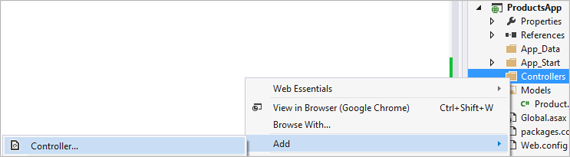 ProductsApp
Properties
References
App_Data
App_Start
Controllers
Models
Product.
Global.asax
packages.co
Web.config
Web Essentials
View in Browser (Google Chrome) Ctrl+Shift+W
Browse With...
Add
Controller...